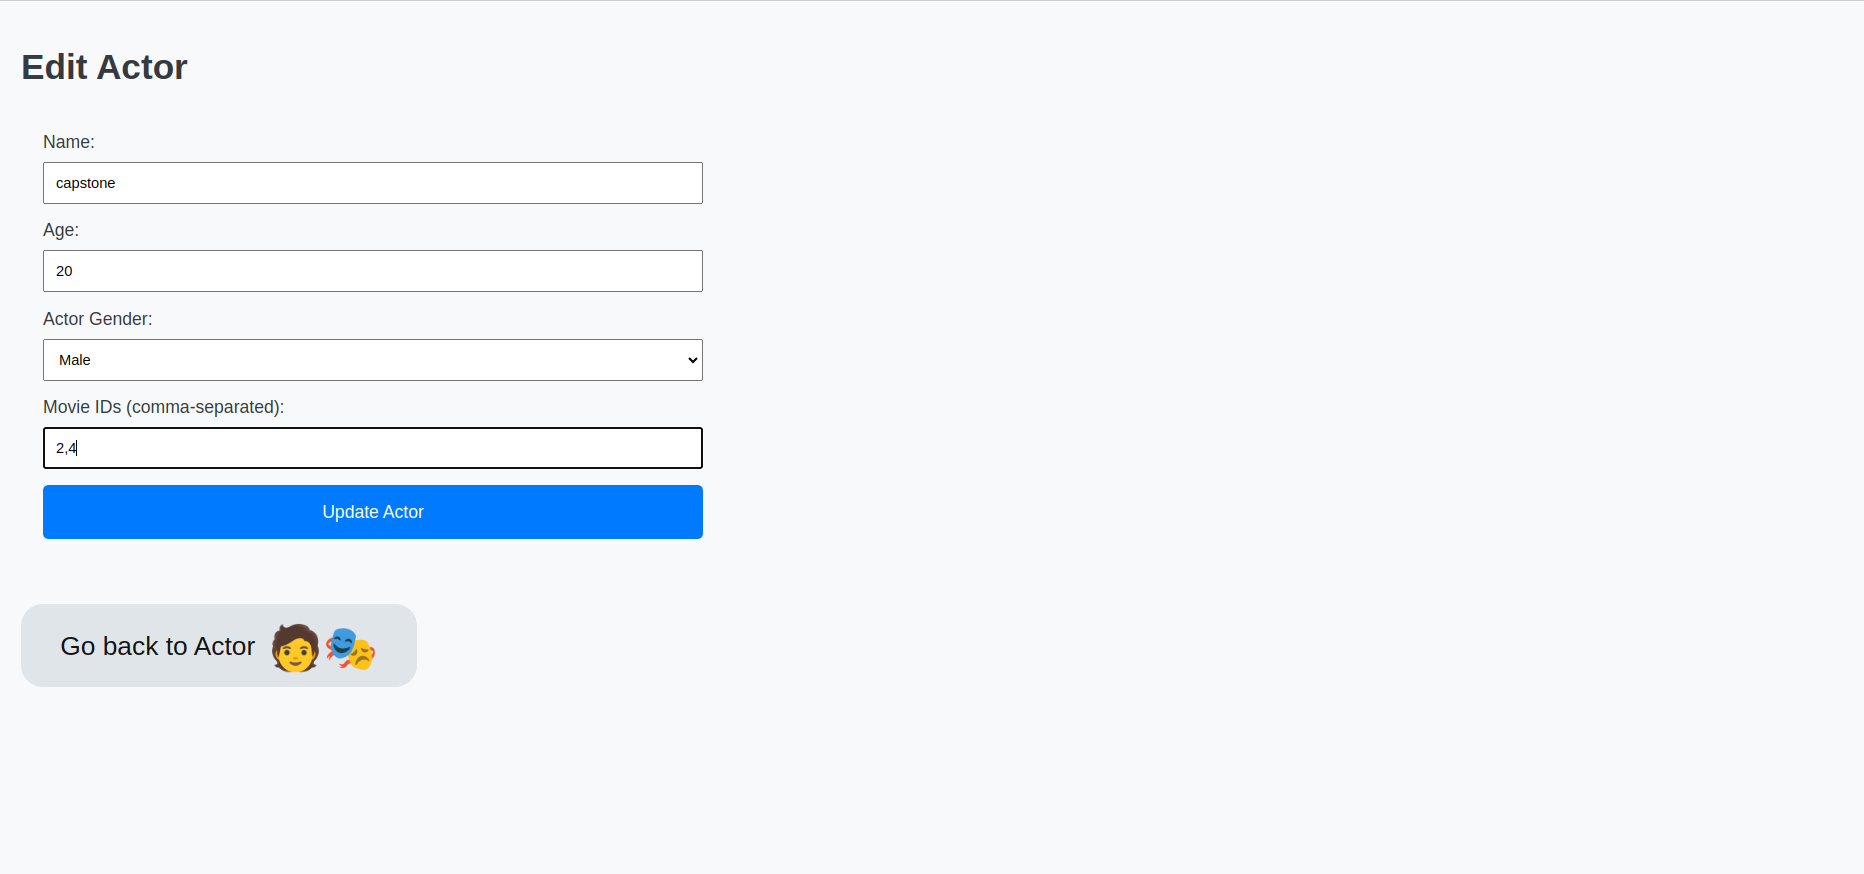 Edit Actor
Name:
capstone
Age:
20
Actor Gender:
Male
Movie IDs (comma-separated):
2,4
Update Actor
Go back to Actor 🧑🎭